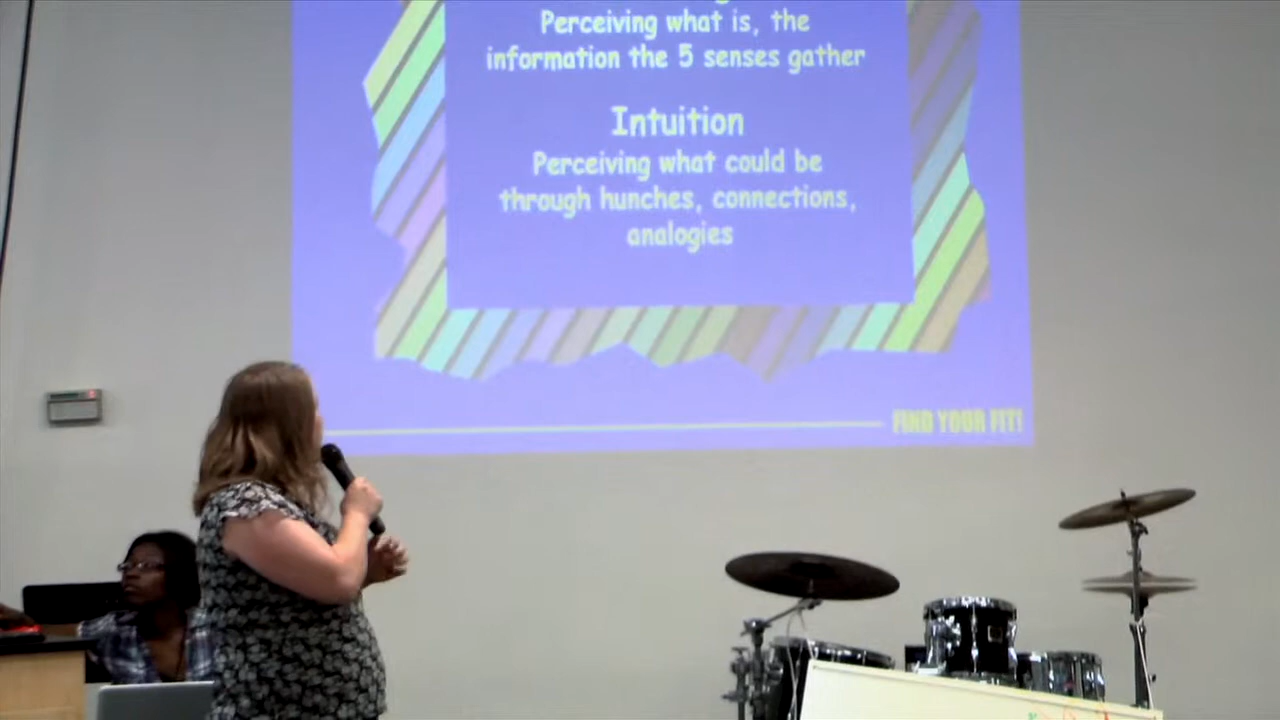 Perceiving what is, the
information the 5 senses gather
Intuition
Perceiving what could be
through hunches, connections,
analogies
FIND YOUR FIT!